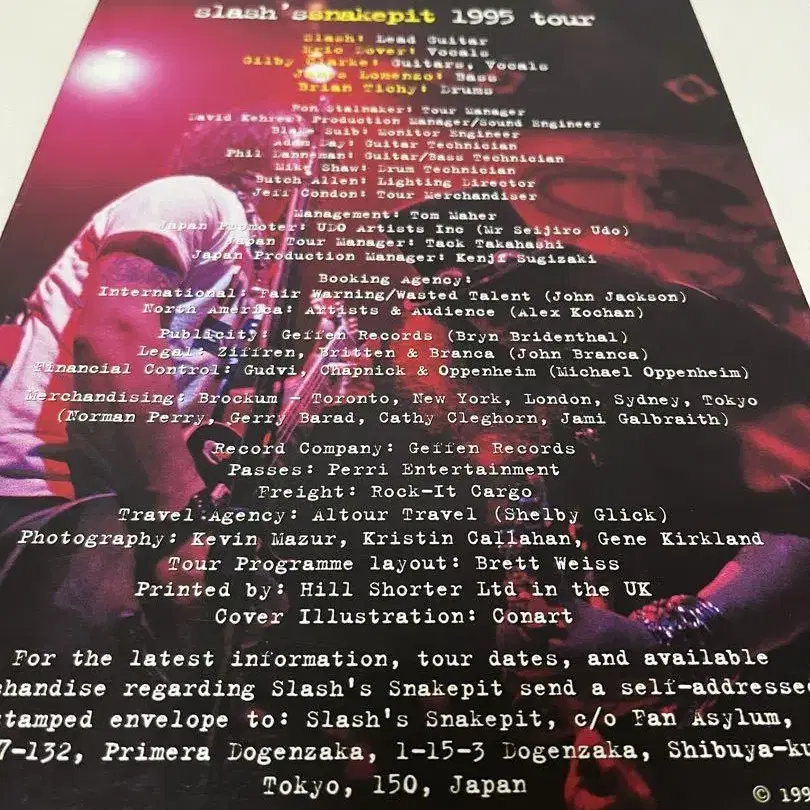 slash'ssnakepit 1995 tour
Slash: Lead Guitar
Eric Dover: Vocals
Gilby Clarke: Guitars, Vocals
James Lomenzo: Bass
Brian Tichy: Drums
Ron Stalnaker: Tour Manager
David Kehrer: Production Manager/Sound Engineer
Blake Suib: Monitor Engineer
Adam Day: Guitar Technician
Phil Danneman: Guitar/Bass Technician
Mike Shaw: Drum Technician
Butch Allen: Lighting Director
Jeff Condon: Tour Merchandiser
Management: Tom Maher
Japan Promoter: UDO Artists Inc (Mr Seijiro Udo)
Japan Tour Manager: Tack Takahashi
Japan Production Manager: Kenji Sugizaki
Booking Agency:
International: Fair Warning/Wasted Talent (John Jackson)
North America: Artists & Audience (Alex Kochan)
Publicity: Geffen Records (Bryn Bridenthal)
Legal: Ziffren, Britten & Branca (John Branca)
Financial Control: Gudvi, Chapnick & Oppenheim (Michael Oppenheim)
Merchandising: Brockum - Toronto, New York, London, Sydney, Tokyo
(Norman Perry, Gerry Barad, Cathy Cleghorn, Jami Galbraith)
Record Company: Geffen Records
Passes: Perri Entertainment
Freight: Rock-It Cargo
Travel Agency: Altour Travel (Shelby Glick)
Photography: Kevin Mazur, Kristin Callahan, Gene Kirkland
Tour Programme layout: Brett Weiss
Printed by: Hill Shorter Ltd in the UK
Cover Illustration: Conart
For the latest information, tour dates, and available
chandise regarding Slash's Snakepit send a self-addressed
stamped envelope to: Slash's Snakepit, c/o Fan Asylum,
7-132, Primera Dogenzaka, 1-15-3 Dogenzaka, Shibuya-ku
Tokyo, 150, Japan
© 199